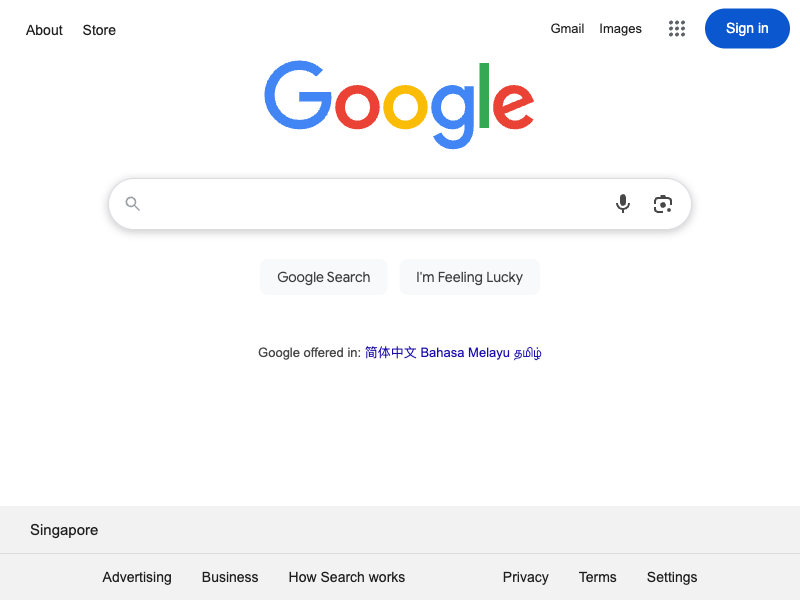 About Store
Gmail Images
Sign in
Google
Google Search
I'm Feeling Lucky
Google offered in: 简体中文 Bahasa Melayu தமிழ்
Singapore
Advertising Business How Search works
Privacy Terms Settings